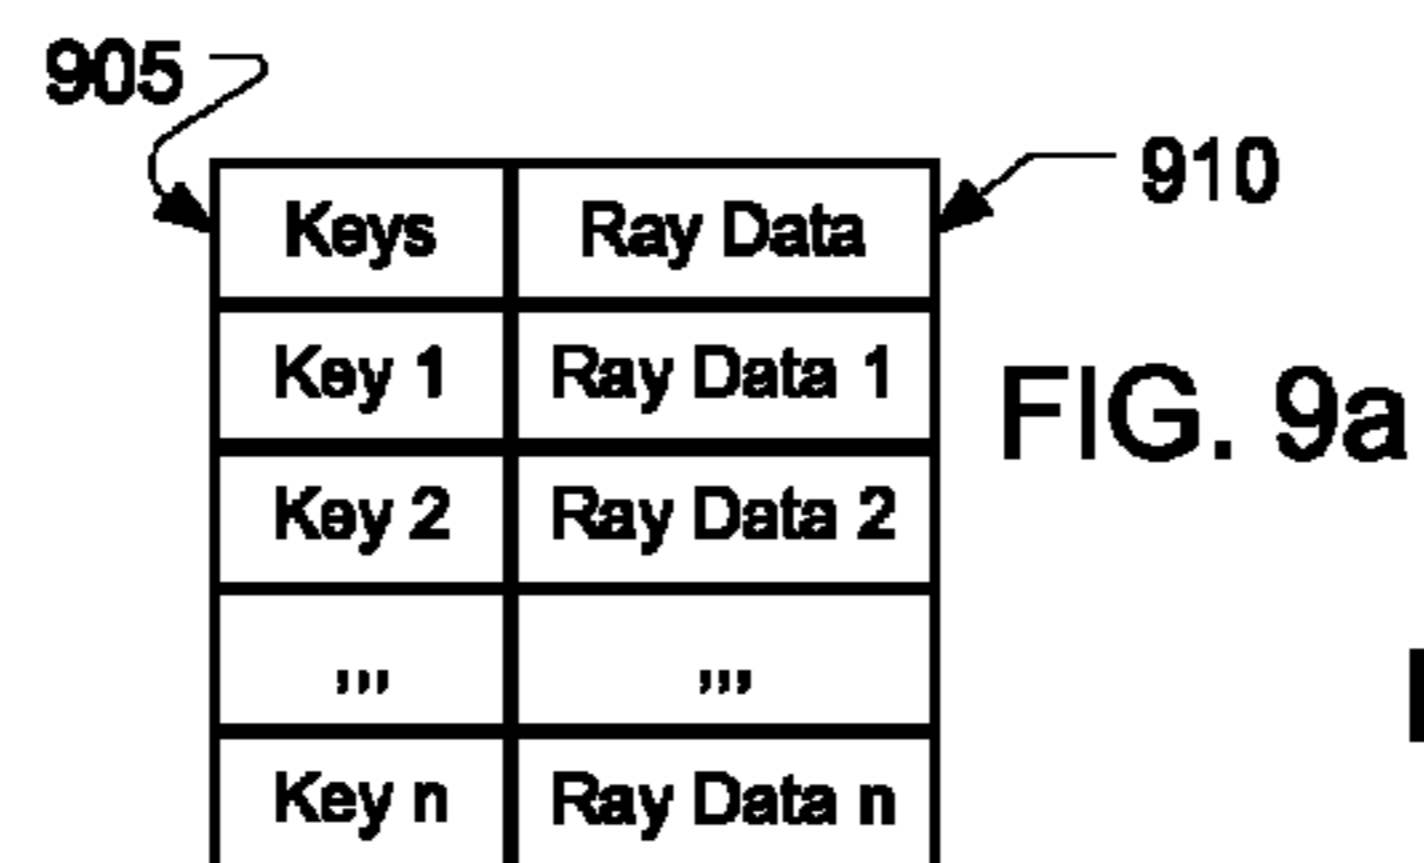 905
910
Keys Ray Data
Key 1 Ray Data 1
FIG. 9a
Key 2 Ray Data 2
,,, ,,,
Key n Ray Data n